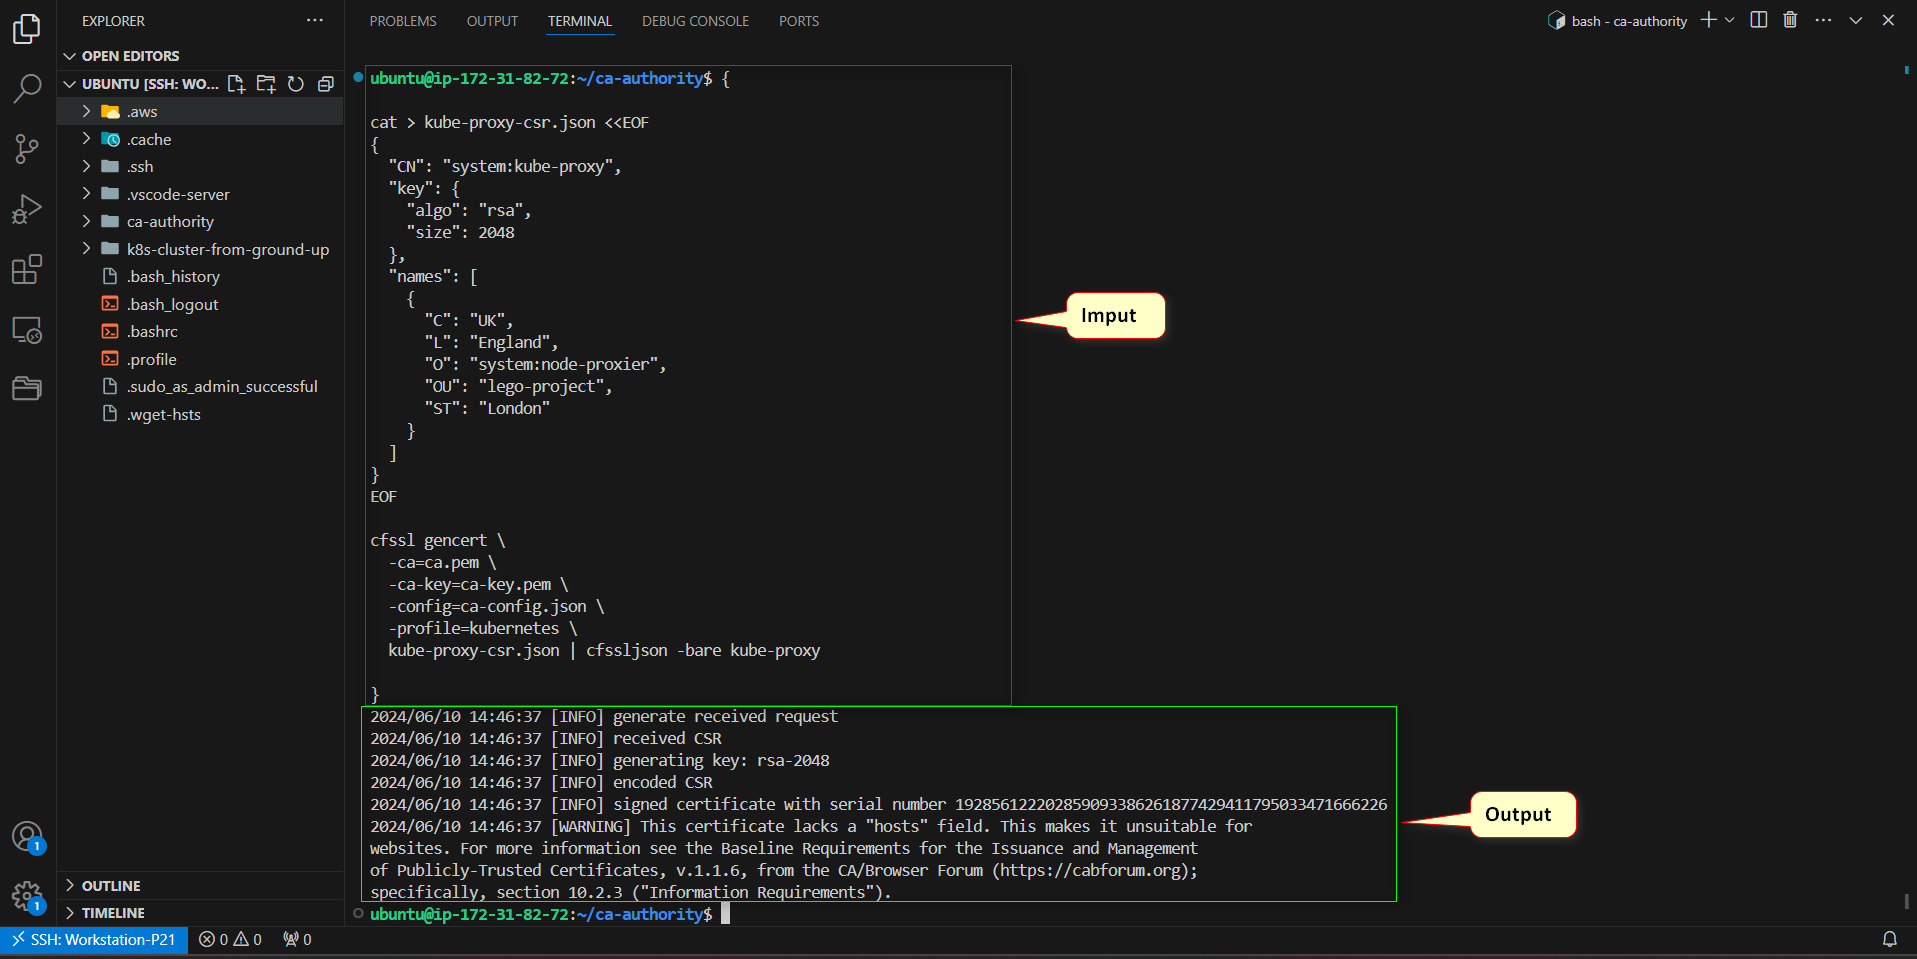 EXPLORER
OPEN EDITORS
UBUNTU [SSH: WO...
.aws
.cache
.ssh
.vscode-server
ca-authority
k8s-cluster-from-ground-up
.bash_history
.bash_logout
.bashrc
.profile
.sudo_as_admin_successful
.wget-hsts
OUTLINE
TIMELINE
1
1
PROBLEMS OUTPUT TERMINAL DEBUG CONSOLE PORTS
bash - ca-authority
ubuntu@ip-172-31-82-72:~/ca-authority$ {
cat > kube-proxy-csr.json <<EOF
{
  "CN": "system:kube-proxy",
  "key": {
    "algo": "rsa",
    "size": 2048
  },
  "names": [
    {
      "C": "UK",
      "L": "England",
      "O": "system:node-proxier",
      "OU": "lego-project",
      "ST": "London"
    }
  ]
}
EOF
cfssl gencert \
  -ca=ca.pem \
  -ca-key=ca-key.pem \
  -config=ca-config.json \
  -profile=kubernetes \
  kube-proxy-csr.json | cfssljson -bare kube-proxy
}
Imput
2024/06/10 14:46:37 [INFO] generate received request
2024/06/10 14:46:37 [INFO] received CSR
2024/06/10 14:46:37 [INFO] generating key: rsa-2048
2024/06/10 14:46:37 [INFO] encoded CSR
2024/06/10 14:46:37 [INFO] signed certificate with serial number 192856122202859093386261877429411795033471666226
2024/06/10 14:46:37 [WARNING] This certificate lacks a "hosts" field. This makes it unsuitable for
websites. For more information see the Baseline Requirements for the Issuance and Management
of Publicly-Trusted Certificates, v.1.1.6, from the CA/Browser Forum (https://cabforum.org);
specifically, section 10.2.3 ("Information Requirements").
Output
ubuntu@ip-172-31-82-72:~/ca-authority$
SSH: Workstation-P21 0 0 0